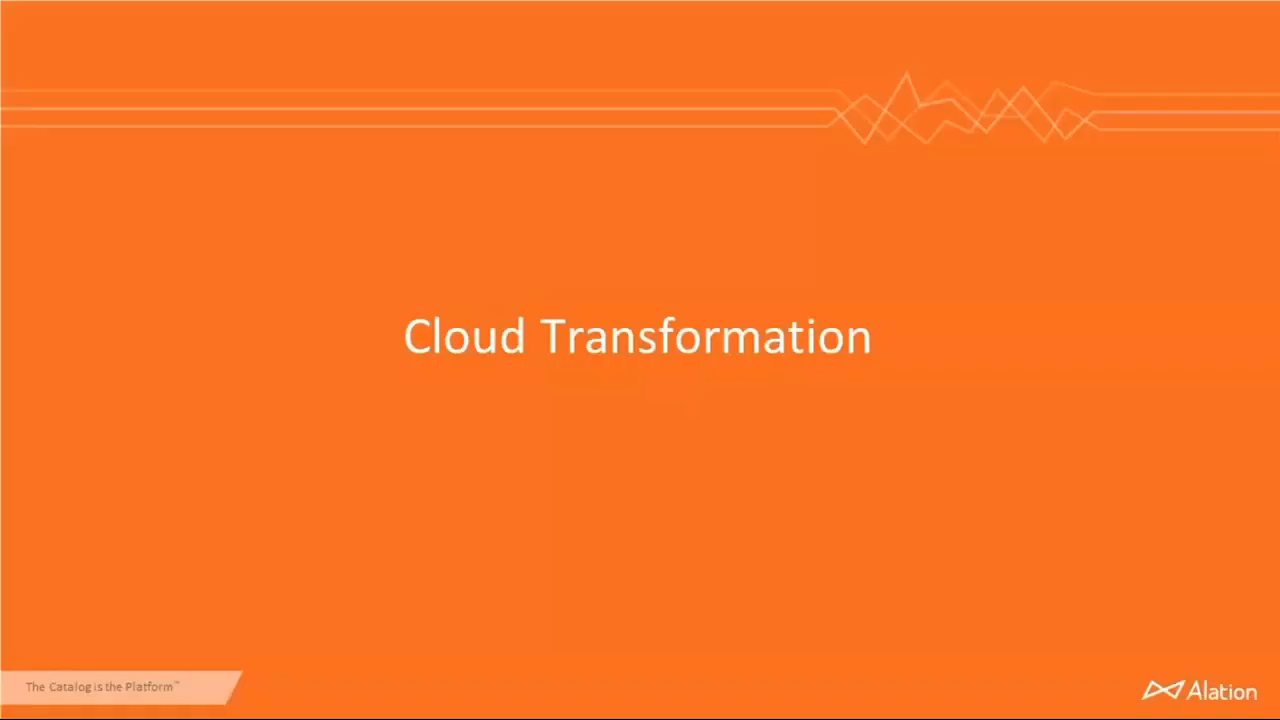 Cloud Transformation
The Catalog is the Platform™
Alation